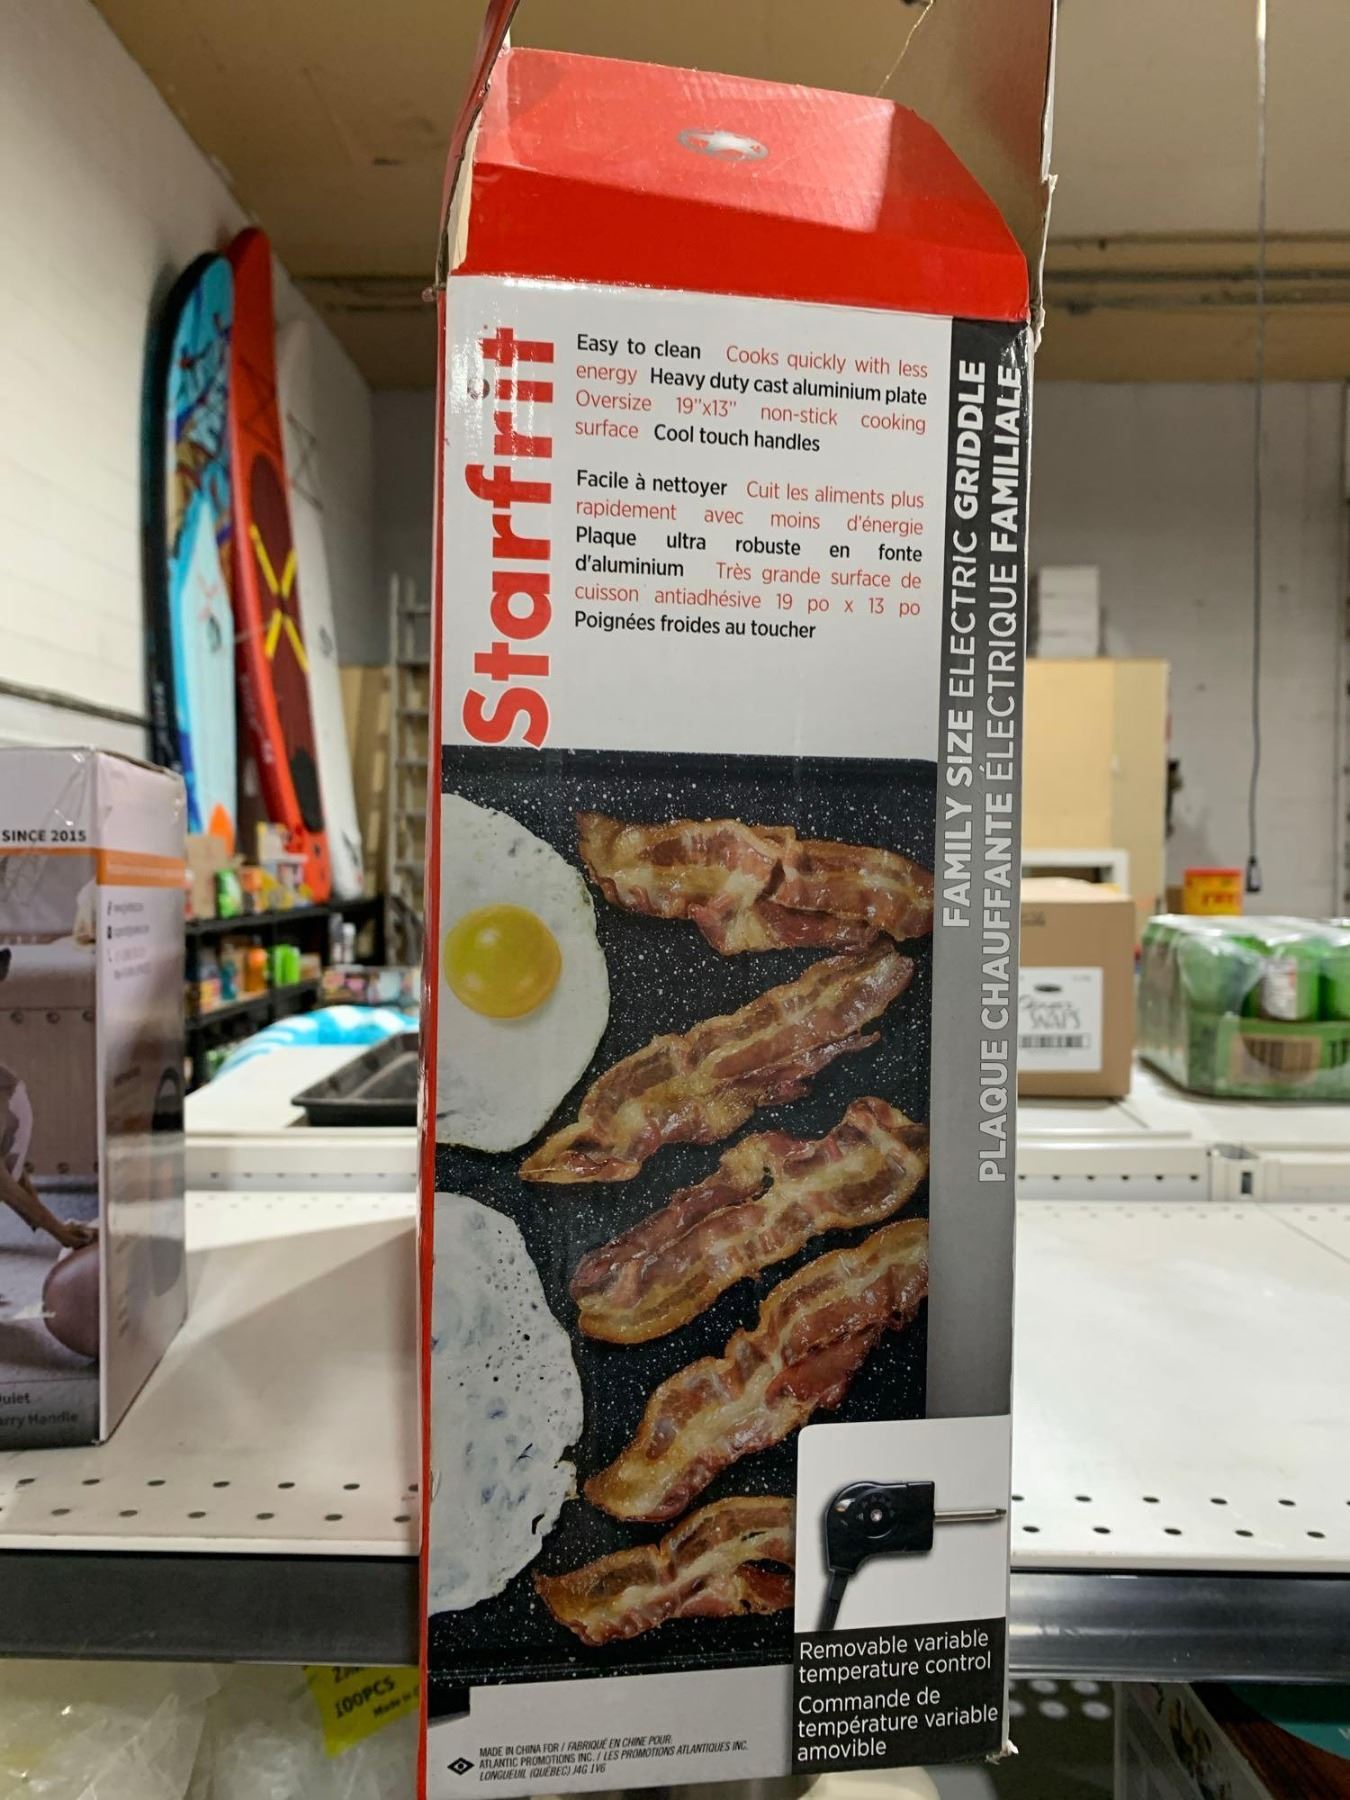 Starfrit
Easy to clean Cooks quickly with less
energy Heavy duty cast aluminium plate
Oversize 19"x13" non-stick cooking
surface Cool touch handles
Facile à nettoyer Cuit les aliments plus
rapidement avec moins d'énergie
Plaque ultra robuste en fonte
d'aluminium Très grande surface de
cuisson antiadhésive 19 po x 13 po
Poignées froides au toucher
FAMILY SIZE ELECTRIC GRIDDLE
PLAQUE CHAUFFANTE ÉLECTRIQUE FAMILIALE
Removable variable
temperature control
Commande de
température variable
amovible
MADE IN CHINA FOR / FABRIQUÉ EN CHINE POUR:
ATLANTIC PROMOTIONS INC. / LES PROMOTIONS ATLANTIQUES INC.
LONGUEUIL (QUÉBEC) J4G 1V6
SINCE 2015
Handle
100PCS
Made in
SNAPS